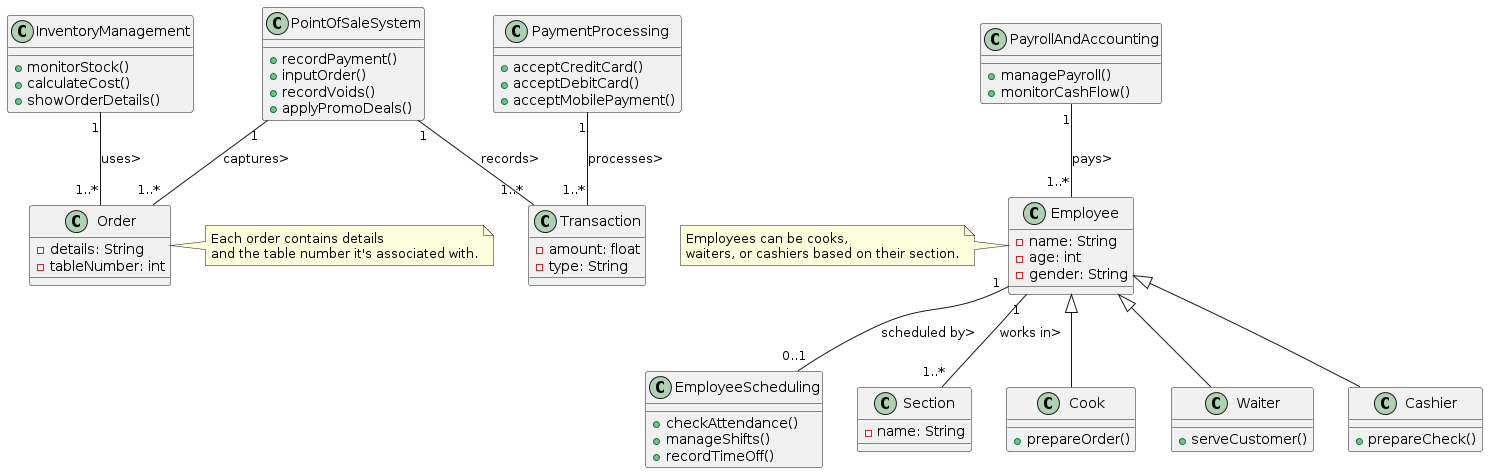 C InventoryManagement
monitorStock()
calculateCost()
showOrderDetails()
C PointOfSaleSystem
recordPayment()
inputOrder()
recordVoids()
applyPromoDeals()
C PaymentProcessing
acceptCreditCard()
acceptDebitCard()
acceptMobilePayment()
C PayrollAndAccounting
managePayroll()
monitorCashFlow()
1
uses>
1..*
1
captures>
1..*
1
records>
1..*
1
processes>
1..*
1
pays>
1..*
C Order
details: String
tableNumber: int
Each order contains details
and the table number it's associated with.
C Transaction
amount: float
type: String
Employees can be cooks,
waiters, or cashiers based on their section.
C Employee
name: String
age: int
gender: String
1
scheduled by>
0..1
1
works in>
1..*
C EmployeeScheduling
checkAttendance()
manageShifts()
recordTimeOff()
C Section
name: String
C Cook
prepareOrder()
C Waiter
serveCustomer()
C Cashier
prepareCheck()